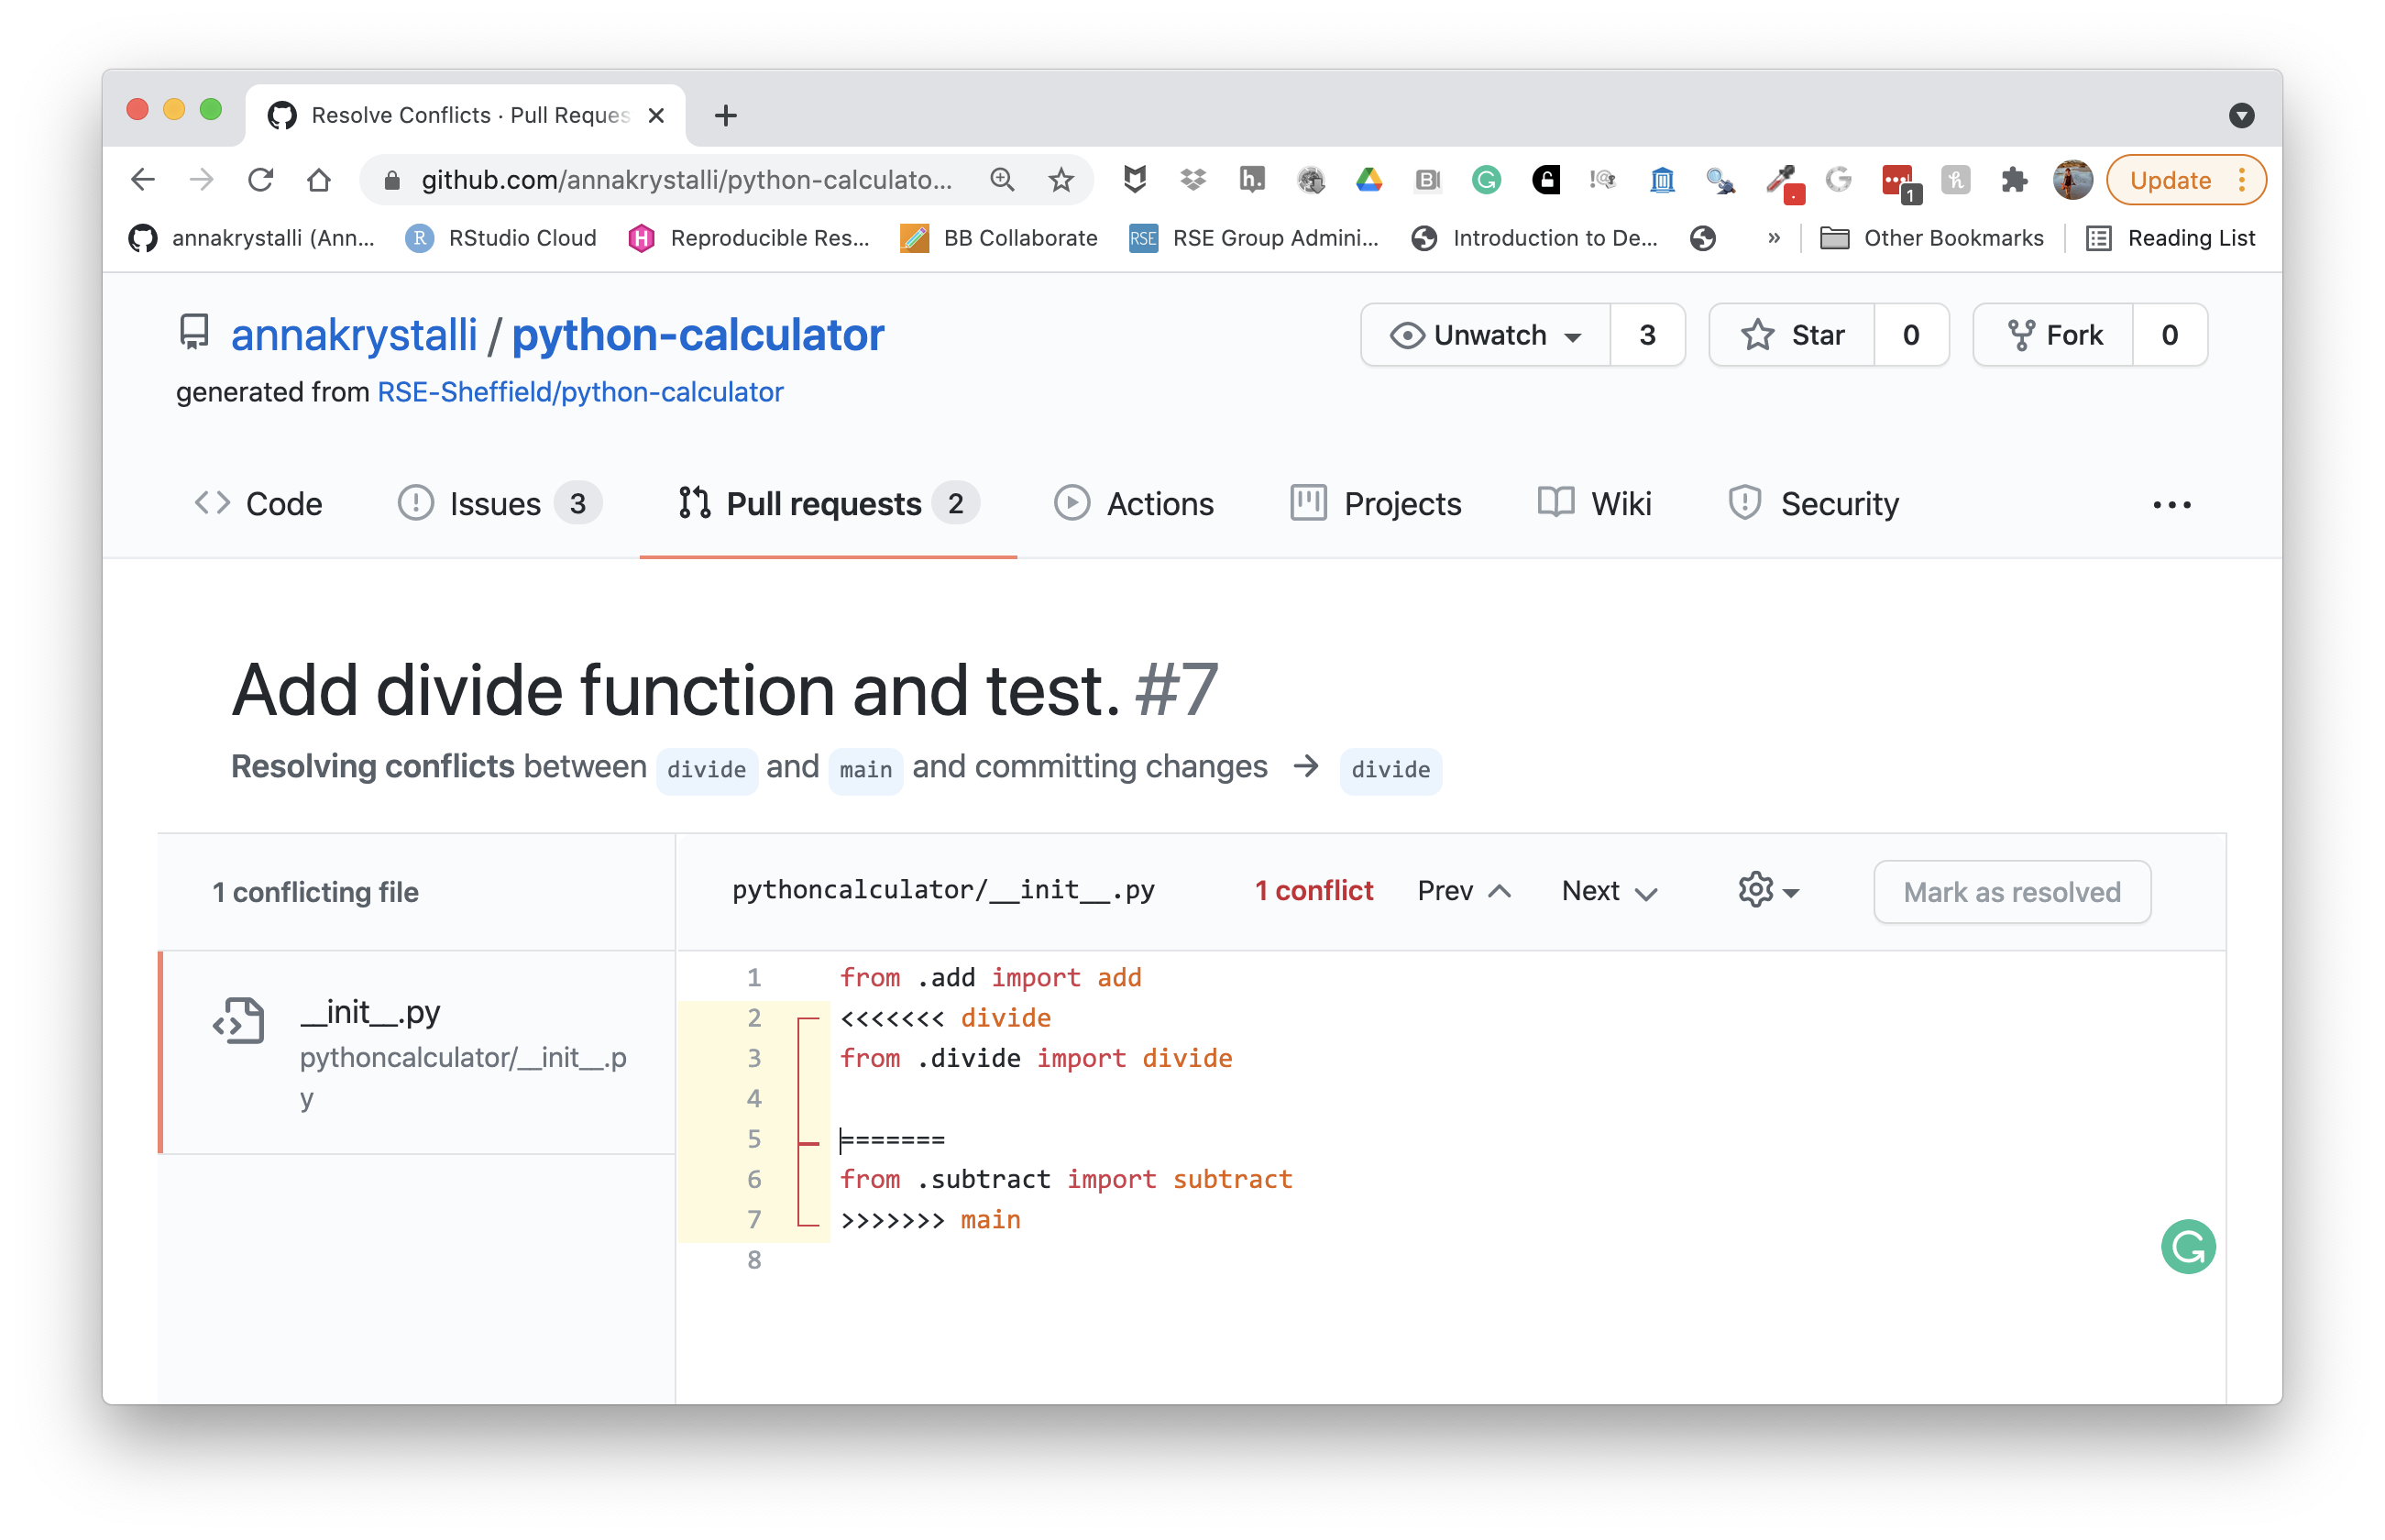 Resolve Conflicts · Pull Reques
github.com/annakrystalli/python-calculato...
1
Update
annakrystalli (Ann...
R RStudio Cloud
H Reproducible Res...
BB Collaborate
RSE RSE Group Admini...
Introduction to De...
»
Other Bookmarks
Reading List
annakrystalli / python-calculator
Unwatch 3
Star 0
Fork 0
generated from RSE-Sheffield/python-calculator
Code
Issues 3
Pull requests 2
Actions
Projects
Wiki
Security
...
Add divide function and test. #7
Resolving conflicts between divide and main and committing changes → divide
1 conflicting file
pythoncalculator/__init__.py
1 conflict
Prev
Next
Mark as resolved
__init__.py
pythoncalculator/__init__.p
y
1 from .add import add
2 <<<<<<< divide
3 from .divide import divide
4
5 =======
6 from .subtract import subtract
7 >>>>>>> main
8